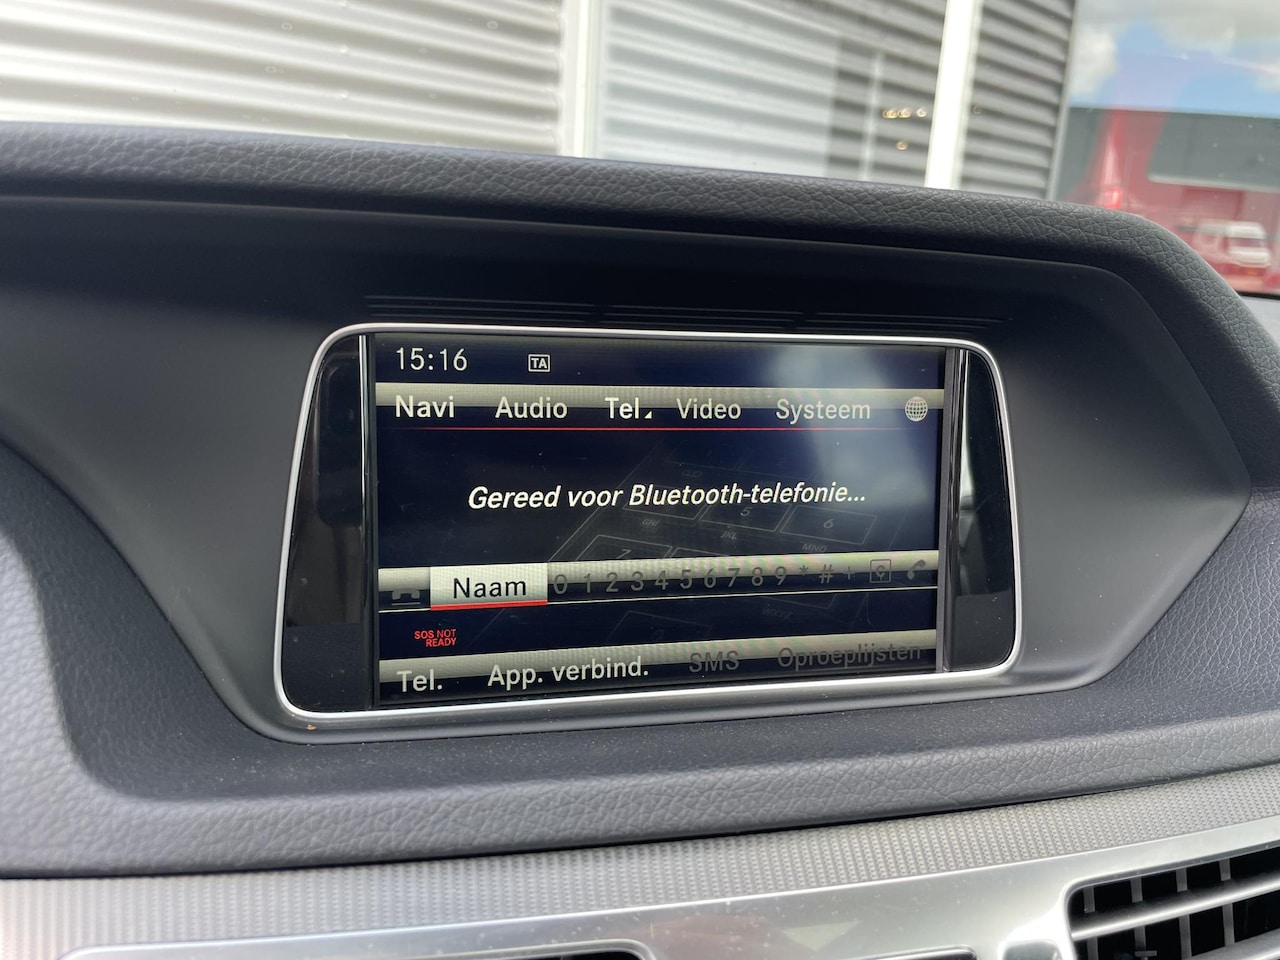 15:16 TA
Navi Audio Tel. Video Systeem
Gereed voor Bluetooth-telefonie...
Naam 0 1 2 3 4 5 6 7 8 9 * # +
SOS NOT
READY
Tel. App. verbind. SMS Oproeplijsten